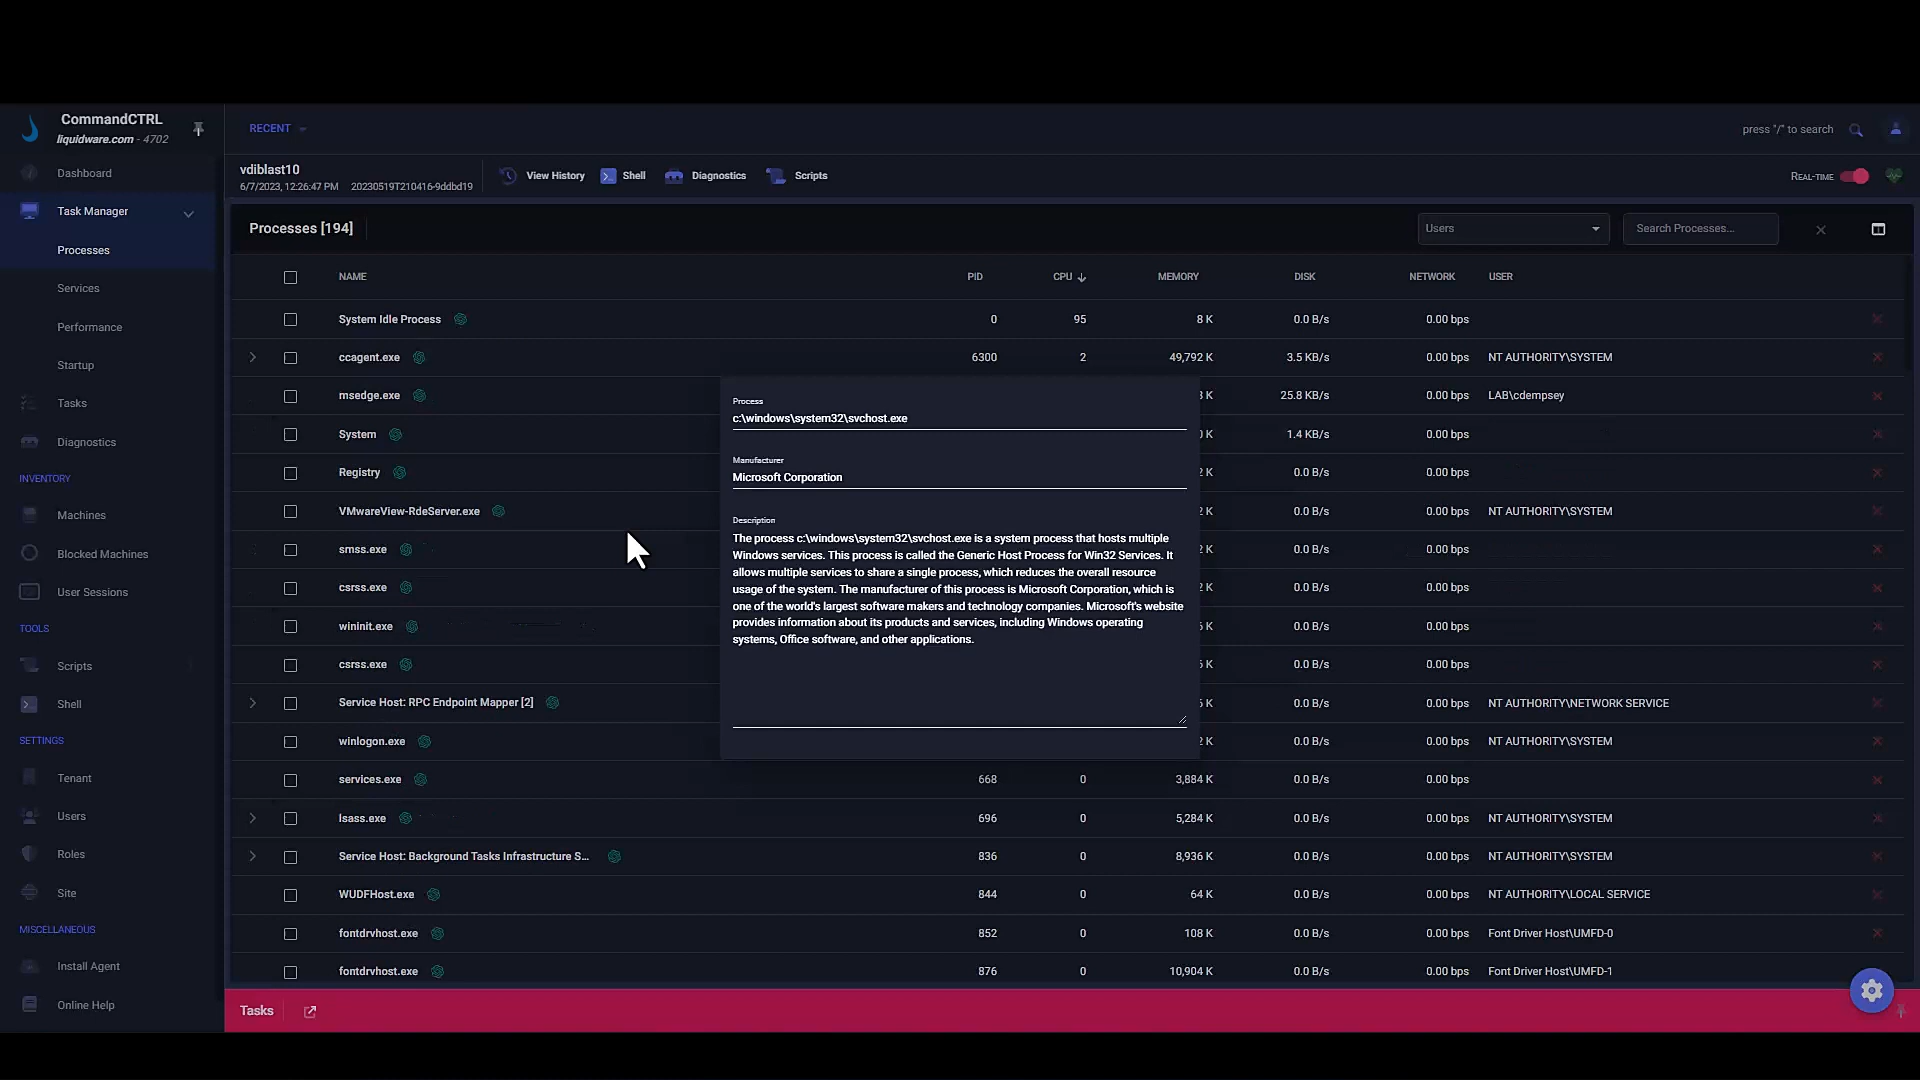 CommandCTRL
liquidware.com - 4702
RECENT
press "/" to search
vdiblast10
6/7/2023, 12:26:47 PM 20230519T210416-9ddbd19
View History Shell Diagnostics Scripts
REAL-TIME
Dashboard
Task Manager
Processes
Services
Performance
Startup
Tasks
Diagnostics
INVENTORY
Machines
Blocked Machines
User Sessions
TOOLS
Scripts
Shell
SETTINGS
Tenant
Users
Roles
Site
MISCELLANEOUS
Install Agent
Online Help
Processes [194]
Users
Search Processes...
NAME PID CPU MEMORY DISK NETWORK USER
System Idle Process 0 95 8 K 0.0 B/s 0.00 bps
ccagent.exe 6300 2 49,792 K 3.5 KB/s 0.00 bps NT AUTHORITY\SYSTEM
msedge.exe K 25.8 KB/s 0.00 bps LAB\cdempsey
System K 1.4 KB/s 0.00 bps
Registry 2 K 0.0 B/s 0.00 bps
VMwareView-RdeServer.exe 2 K 0.0 B/s 0.00 bps NT AUTHORITY\SYSTEM
smss.exe 2 K 0.0 B/s 0.00 bps
csrss.exe 2 K 0.0 B/s 0.00 bps
wininit.exe K 0.0 B/s 0.00 bps
csrss.exe K 0.0 B/s 0.00 bps
Service Host: RPC Endpoint Mapper [2] K 0.0 B/s 0.00 bps NT AUTHORITY\NETWORK SERVICE
winlogon.exe 2 K 0.0 B/s 0.00 bps NT AUTHORITY\SYSTEM
services.exe 668 0 3,884 K 0.0 B/s 0.00 bps
lsass.exe 696 0 5,284 K 0.0 B/s 0.00 bps NT AUTHORITY\SYSTEM
Service Host: Background Tasks Infrastructure S... 836 0 8,936 K 0.0 B/s 0.00 bps NT AUTHORITY\SYSTEM
WUDFHost.exe 844 0 64 K 0.0 B/s 0.00 bps NT AUTHORITY\LOCAL SERVICE
fontdrvhost.exe 852 0 108 K 0.0 B/s 0.00 bps Font Driver Host\UMFD-0
fontdrvhost.exe 876 0 10,904 K 0.0 B/s 0.00 bps Font Driver Host\UMFD-1
Process
c:\windows\system32\svchost.exe
Manufacturer
Microsoft Corporation
Description
The process c:\windows\system32\svchost.exe is a system process that hosts multiple
Windows services. This process is called the Generic Host Process for Win32 Services. It
allows multiple services to share a single process, which reduces the overall resource
usage of the system. The manufacturer of this process is Microsoft Corporation, which is
one of the world's largest software makers and technology companies. Microsoft's website
provides information about its products and services, including Windows operating
systems, Office software, and other applications.
Tasks